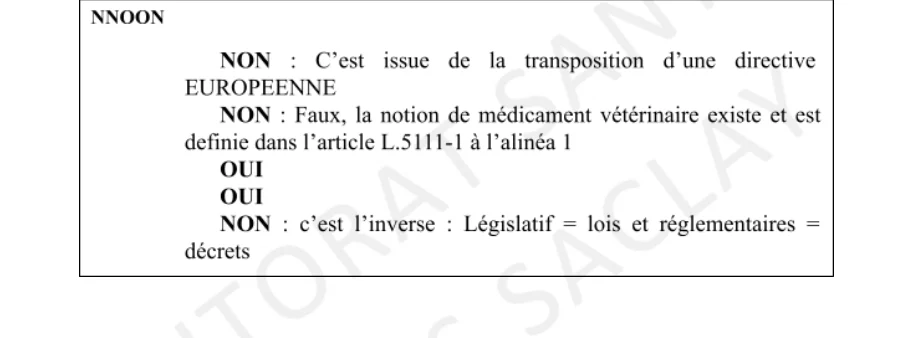 NNOON
NON : C’est issue de la transposition d’une directive
EUROPEENNE
NON : Faux, la notion de médicament vétérinaire existe et est
definie dans l’article L.5111-1 à l’alinéa 1
OUI
OUI
NON : c’est l’inverse : Législatif = lois et réglementaires =
décrets